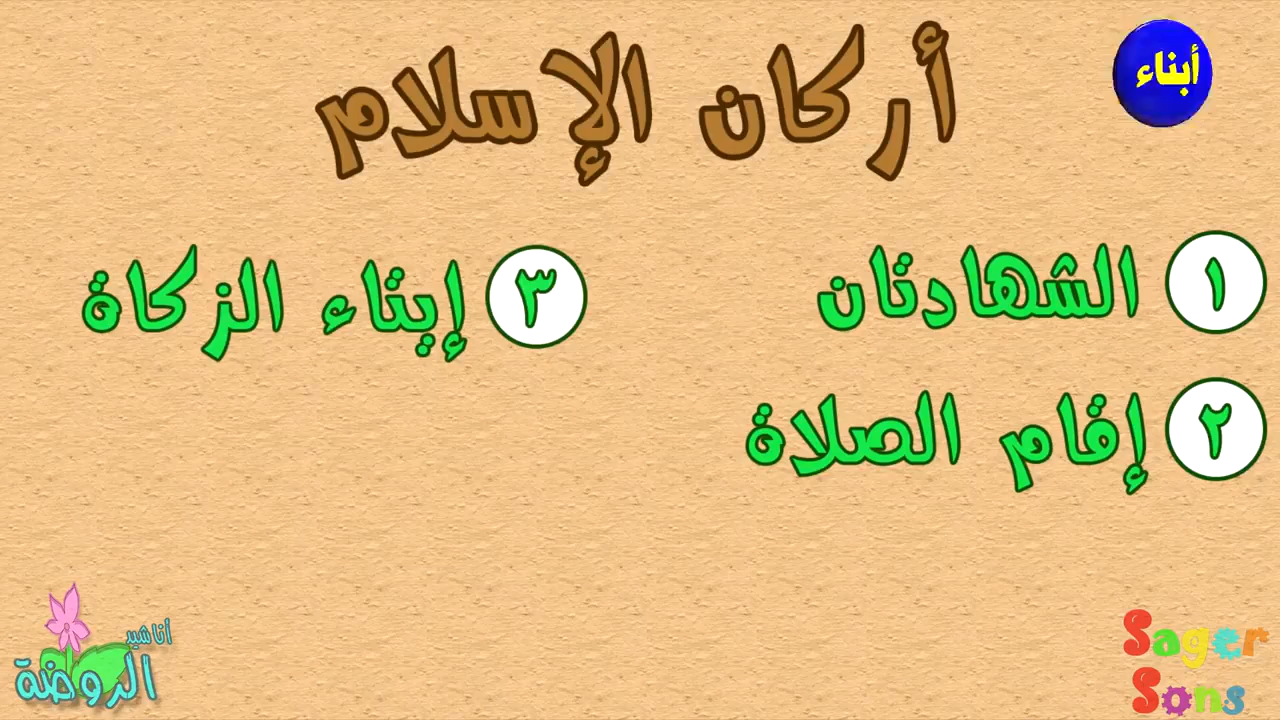 أركان الإسلام
أبناء
١ الشهادتان
٢ إقام الصلاة
٣ إيتاء الزكاة
أناشيد
الروضة
Sager
Sons